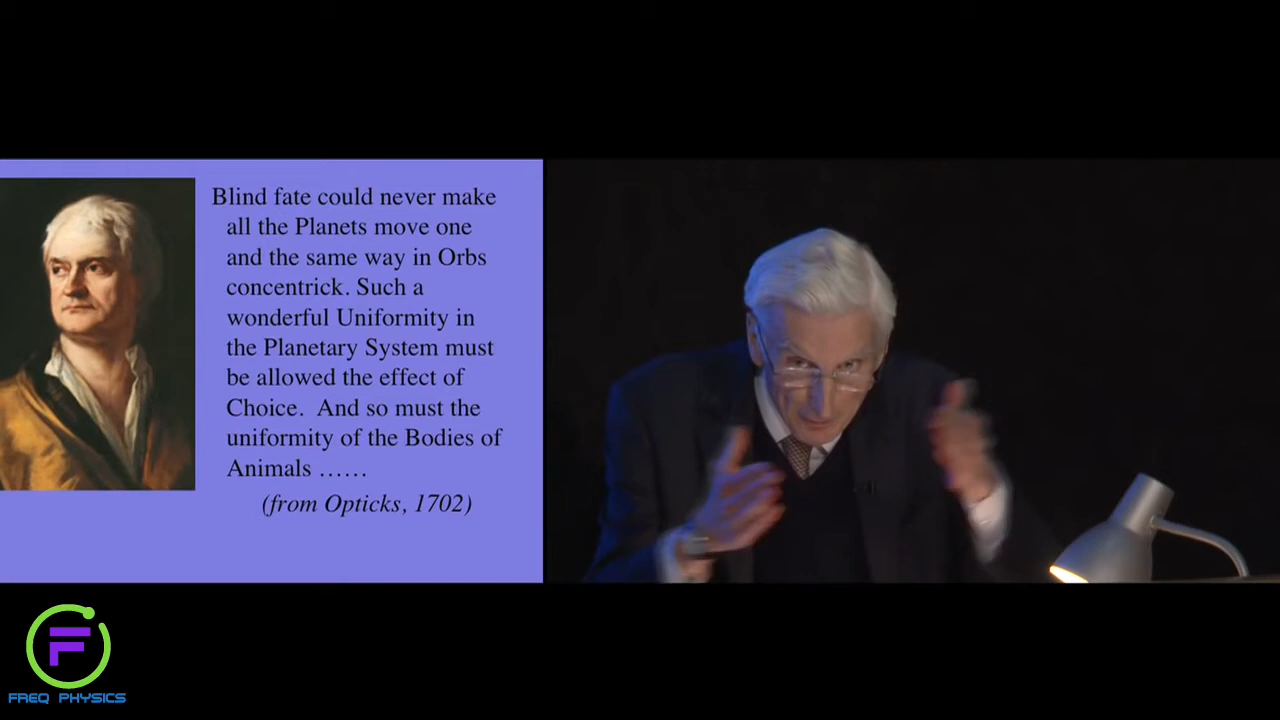 Blind fate could never make
all the Planets move one
and the same way in Orbs
concentrick. Such a
wonderful Uniformity in
the Planetary System must
be allowed the effect of
Choice.  And so must the
uniformity of the Bodies of
Animals ……
(from Opticks, 1702)
FREQ PHYSICS